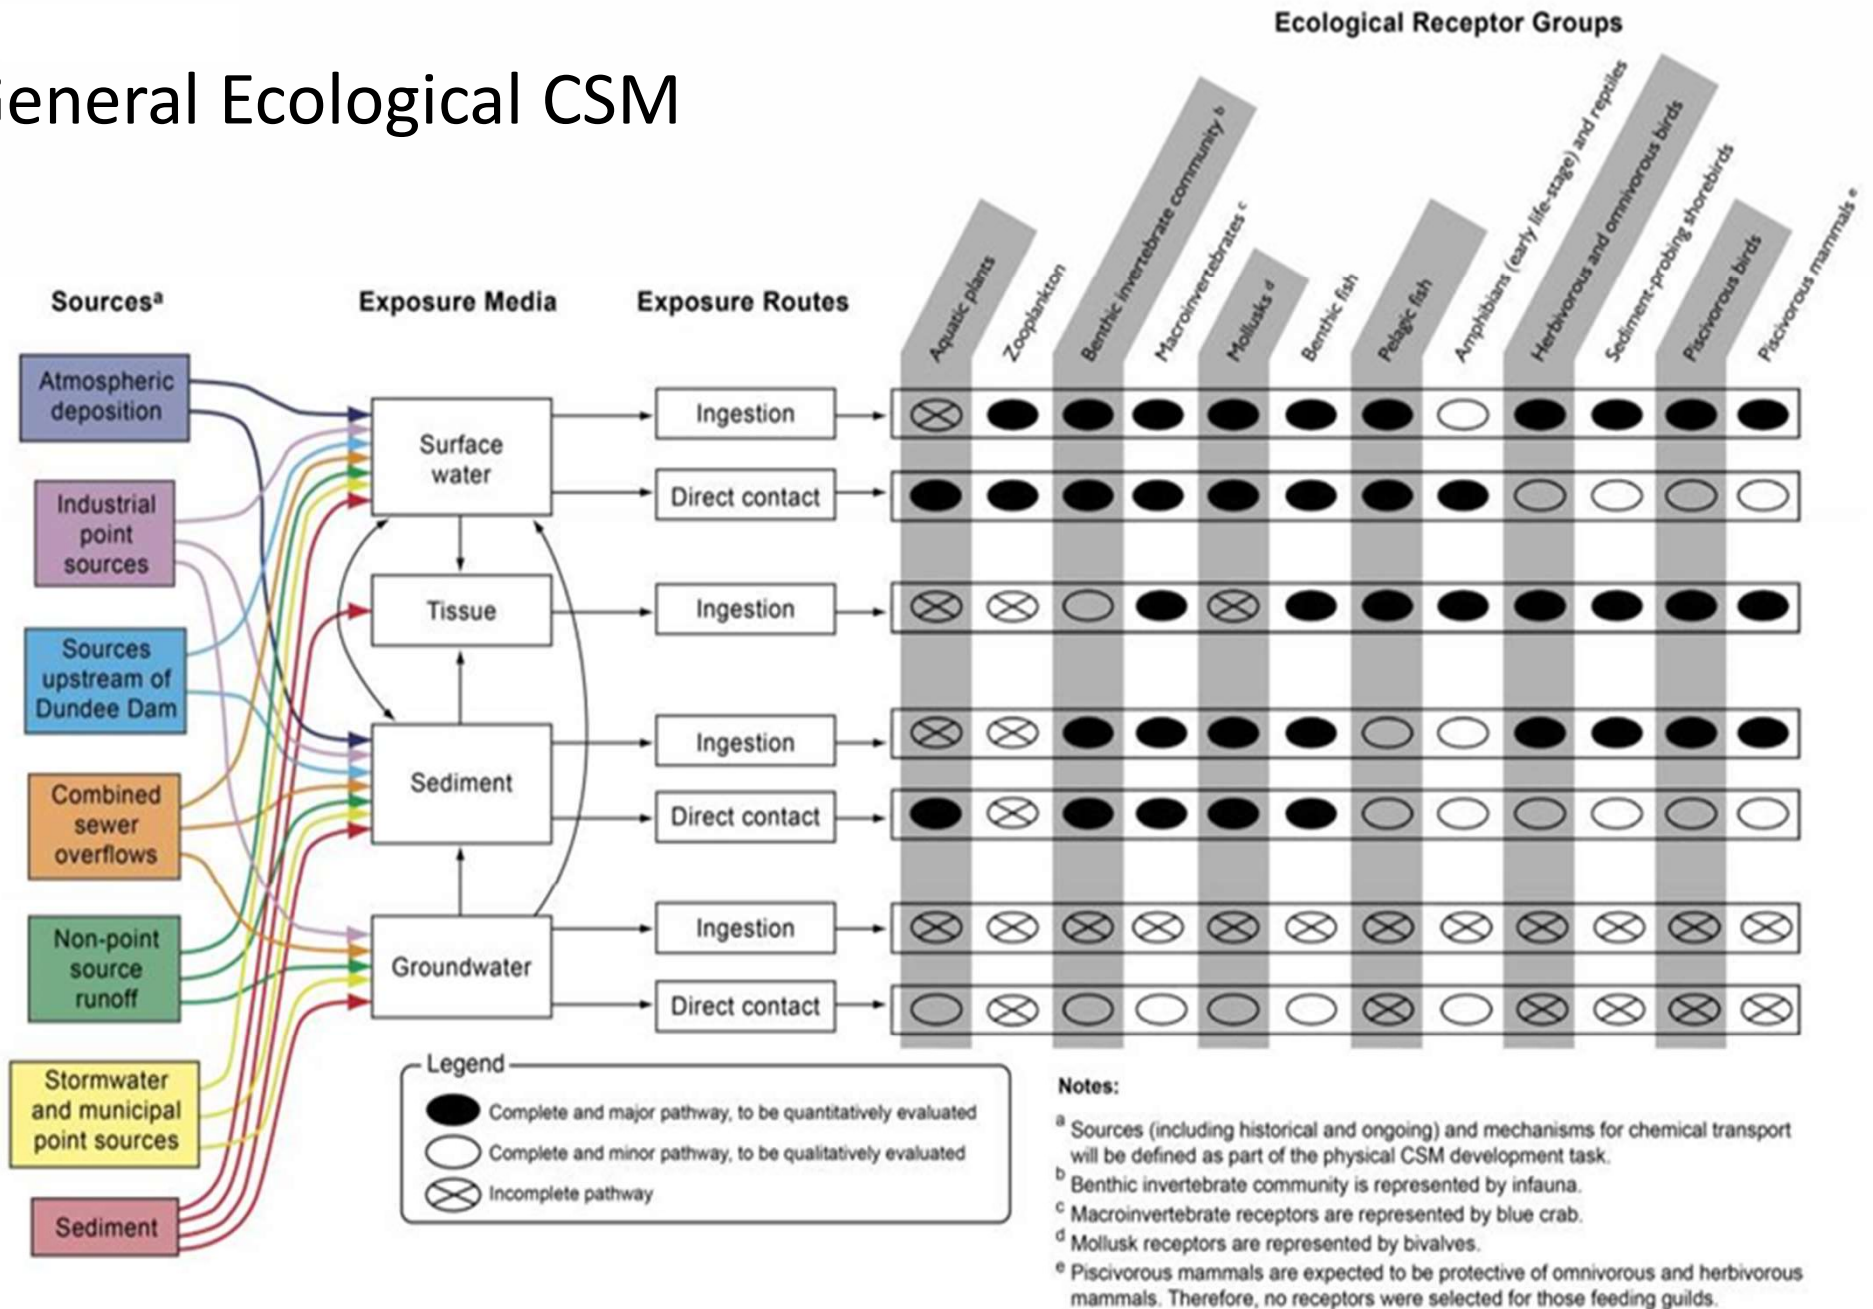 General Ecological CSM
Ecological Receptor Groups
Sourcesª
Exposure Media
Exposure Routes
Aquatic plants
Zooplankton
Benthic invertebrate community b
Macroinvertebrates c
Mollusks d
Benthic fish
Pelagic fish
Amphibians (early life-stage) and reptiles
Herbivorous and omnivorous birds
Sediment-probing shorebirds
Piscivorous birds
Piscivorous mammals e
Atmospheric
deposition
Industrial
point
sources
Sources
upstream of
Dundee Dam
Combined
sewer
overflows
Non-point
source
runoff
Stormwater
and municipal
point sources
Sediment
Surface
water
Tissue
Sediment
Groundwater
Ingestion
Direct contact
Ingestion
Ingestion
Direct contact
Ingestion
Direct contact
Legend
Complete and major pathway, to be quantitatively evaluated
Complete and minor pathway, to be qualitatively evaluated
Incomplete pathway
Notes:
a Sources (including historical and ongoing) and mechanisms for chemical transport
will be defined as part of the physical CSM development task.
b Benthic invertebrate community is represented by infauna.
c Macroinvertebrate receptors are represented by blue crab.
d Mollusk receptors are represented by bivalves.
e Piscivorous mammals are expected to be protective of omnivorous and herbivorous
mammals. Therefore, no receptors were selected for those feeding guilds.